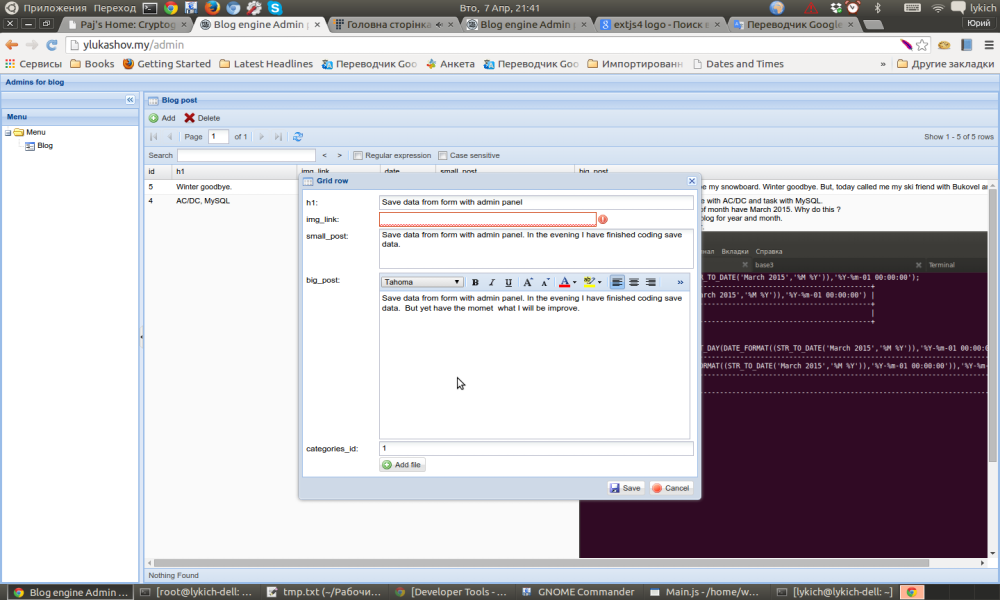 Приложения Переход Вто, 7 Апр, 21:41 lykich
Paj's Home: Cryptog Blog engine Admin Головна сторінка Blog engine Admin extjs4 logo - Поиск Переводчик Google Юрий
ylukashov.my/admin
Сервисы Books Getting Started Latest Headlines Переводчик Goo Анкета Переводчик Goo Импортирован Dates and Times » Другие закладки
Admins for blog
Menu
Menu
Blog
Blog post
Add Delete
Page 1 of 1 Show 1 - 5 of 5 rows
Search < > Regular expression Case sensitive
id h1 img_link date small_post big_post
5 Winter goodbye. e my snowboard. Winter goodbye. But, today called me my ski friend with Bukovel a
4 AC/DC, MySQL e with AC/DC and task with MySQL.
of month have March 2015. Why do this ?
log for year and month.
Grid row
h1: Save data from form with admin panel
img_link:
small_post: Save data from form with admin panel. In the evening I have finished coding save
data.
big_post: Tahoma B I U A A A »
Save data from form with admin panel. In the evening I have finished coding save
data. But yet have the momet what I will be improve.
categories_id: 1
Add file
Save Cancel
нал Вкладки Справка
base3 Terminal
R_TO_DATE('March 2015','%M %Y')),'%Y-%m-01 00:00:00');
rch 2015','%M %Y')),'%Y-%m-01 00:00:00') |
|
T_DAY(DATE_FORMAT((STR_TO_DATE('March 2015','%M %Y')),'%Y-%m-01 00:00:0
RMAT((STR_TO_DATE('March 2015','%M %Y')),'%Y-%m-01 00:00:00')),'%Y-%m-
Nothing Found
Blog engine Admin ... [root@lykich-dell: ... tmp.txt (~/Рабочи... [Developer Tools - ... GNOME Commander Main.js - /home/w... [lykich@lykich-dell: ~]